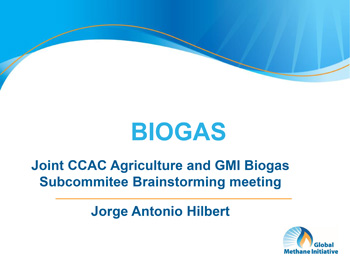 BIOGAS
Joint CCAC Agriculture and GMI Biogas
Subcommitee Brainstorming meeting
Jorge Antonio Hilbert
Global
Methane Initiative